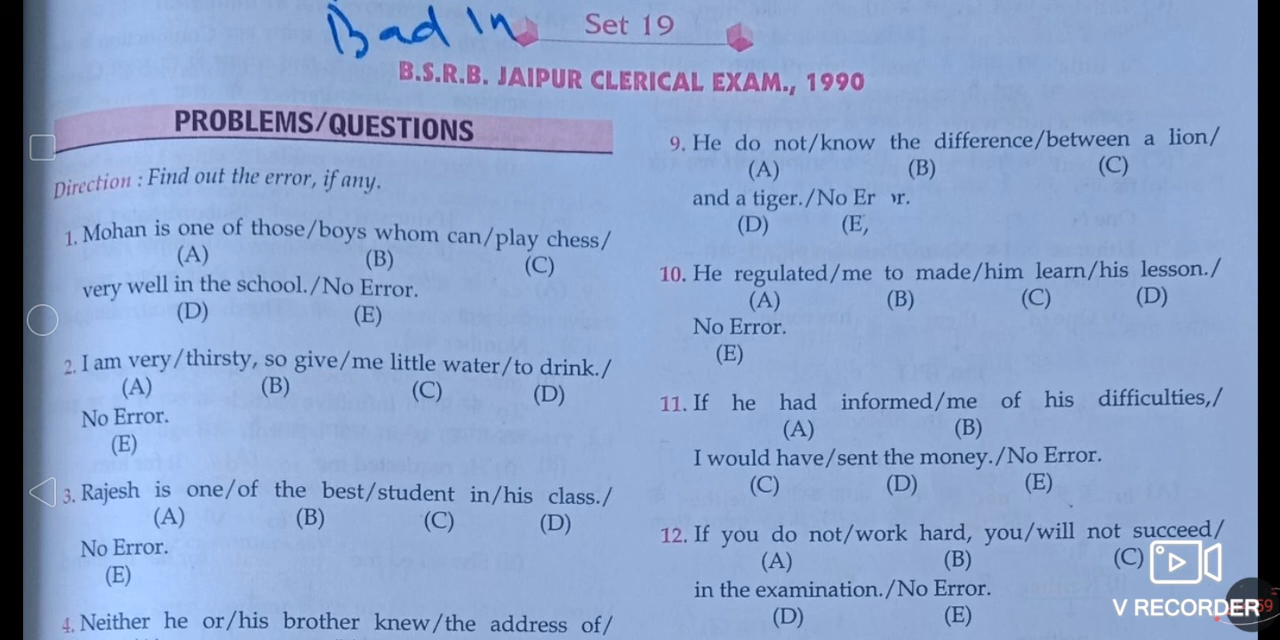 Bad in
Set 19
B.S.R.B. JAIPUR CLERICAL EXAM., 1990
PROBLEMS/QUESTIONS
Direction : Find out the error, if any.
1. Mohan is one of those/boys whom can/play chess/
(A) (B) (C)
very well in the school./No Error.
(D) (E)
2. I am very/thirsty, so give/me little water/to drink./
(A) (B) (C) (D)
No Error.
(E)
3. Rajesh is one/of the best/student in/his class./
(A) (B) (C) (D)
No Error.
(E)
4. Neither he or/his brother knew/the address of/
9. He do not/know the difference/between a lion/
(A) (B) (C)
and a tiger./No Er r.
(D) (E)
10. He regulated/me to made/him learn/his lesson./
(A) (B) (C) (D)
No Error.
(E)
11. If he had informed/me of his difficulties,/
(A) (B)
I would have/sent the money./No Error.
(C) (D) (E)
12. If you do not/work hard, you/will not succeed/
(A) (B) (C)
in the examination./No Error.
(D) (E)
V RECORDER
59